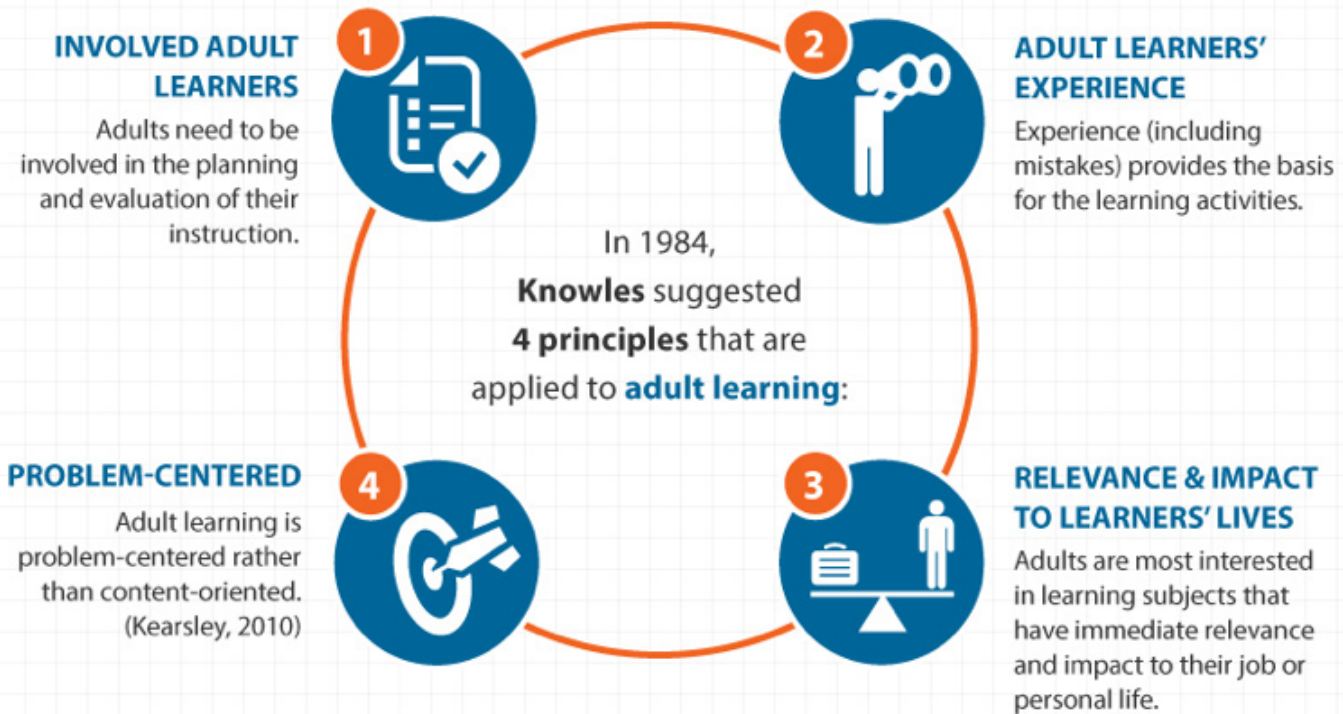 1
INVOLVED ADULT
LEARNERS
Adults need to be
involved in the planning
and evaluation of their
instruction.
2
ADULT LEARNERS’
EXPERIENCE
Experience (including
mistakes) provides the basis
for the learning activities.
In 1984,
Knowles suggested
4 principles that are
applied to adult learning:
3
RELEVANCE & IMPACT
TO LEARNERS’ LIVES
Adults are most interested
in learning subjects that
have immediate relevance
and impact to their job or
personal life.
4
PROBLEM-CENTERED
Adult learning is
problem-centered rather
than content-oriented.
(Kearsley, 2010)